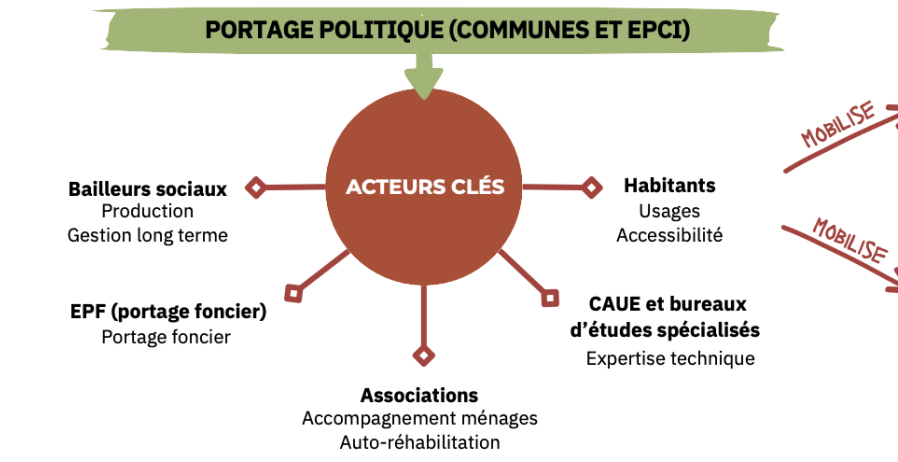 PORTAGE POLITIQUE (COMMUNES ET EPCI)
ACTEURS CLÉS
Bailleurs sociaux
Production
Gestion long terme
EPF (portage foncier)
Portage foncier
Associations
Accompagnement ménages
Auto-réhabilitation
CAUE et bureaux
d’études spécialisés
Expertise technique
Habitants
Usages
Accessibilité
MOBILISE
MOBILISE